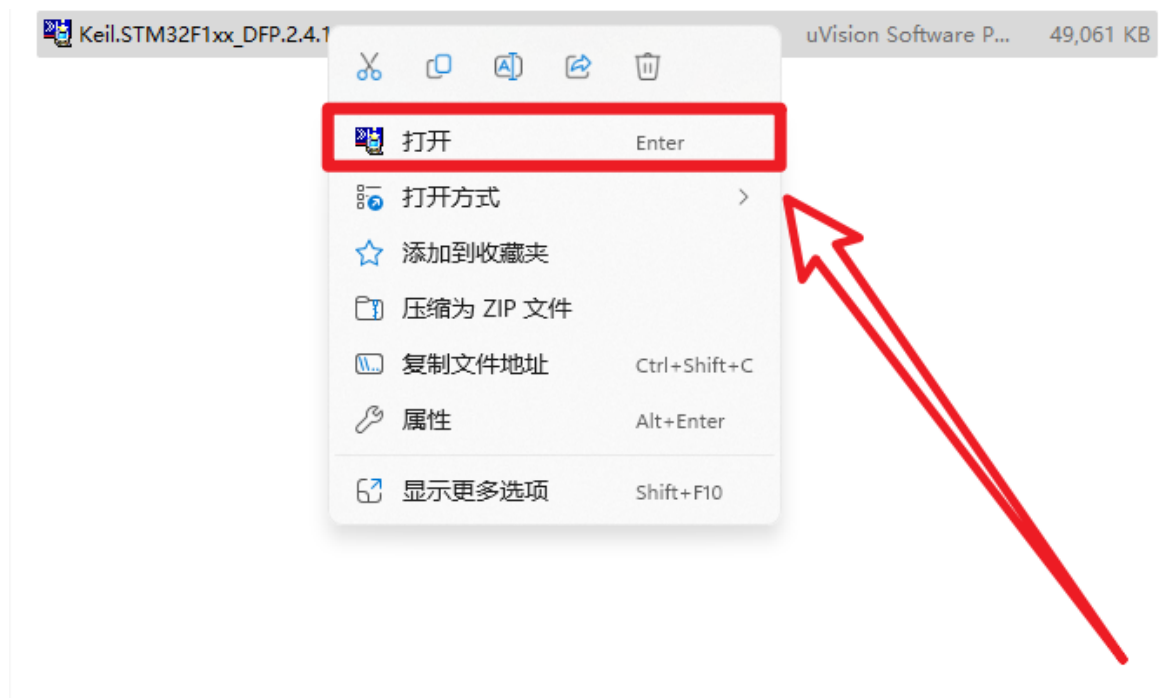 Keil.STM32F1xx_DFP.2.4.1 uVision Software P... 49,061 KB
打开 Enter
打开方式
添加到收藏夹
压缩为 ZIP 文件
复制文件地址 Ctrl+Shift+C
属性 Alt+Enter
显示更多选项 Shift+F10